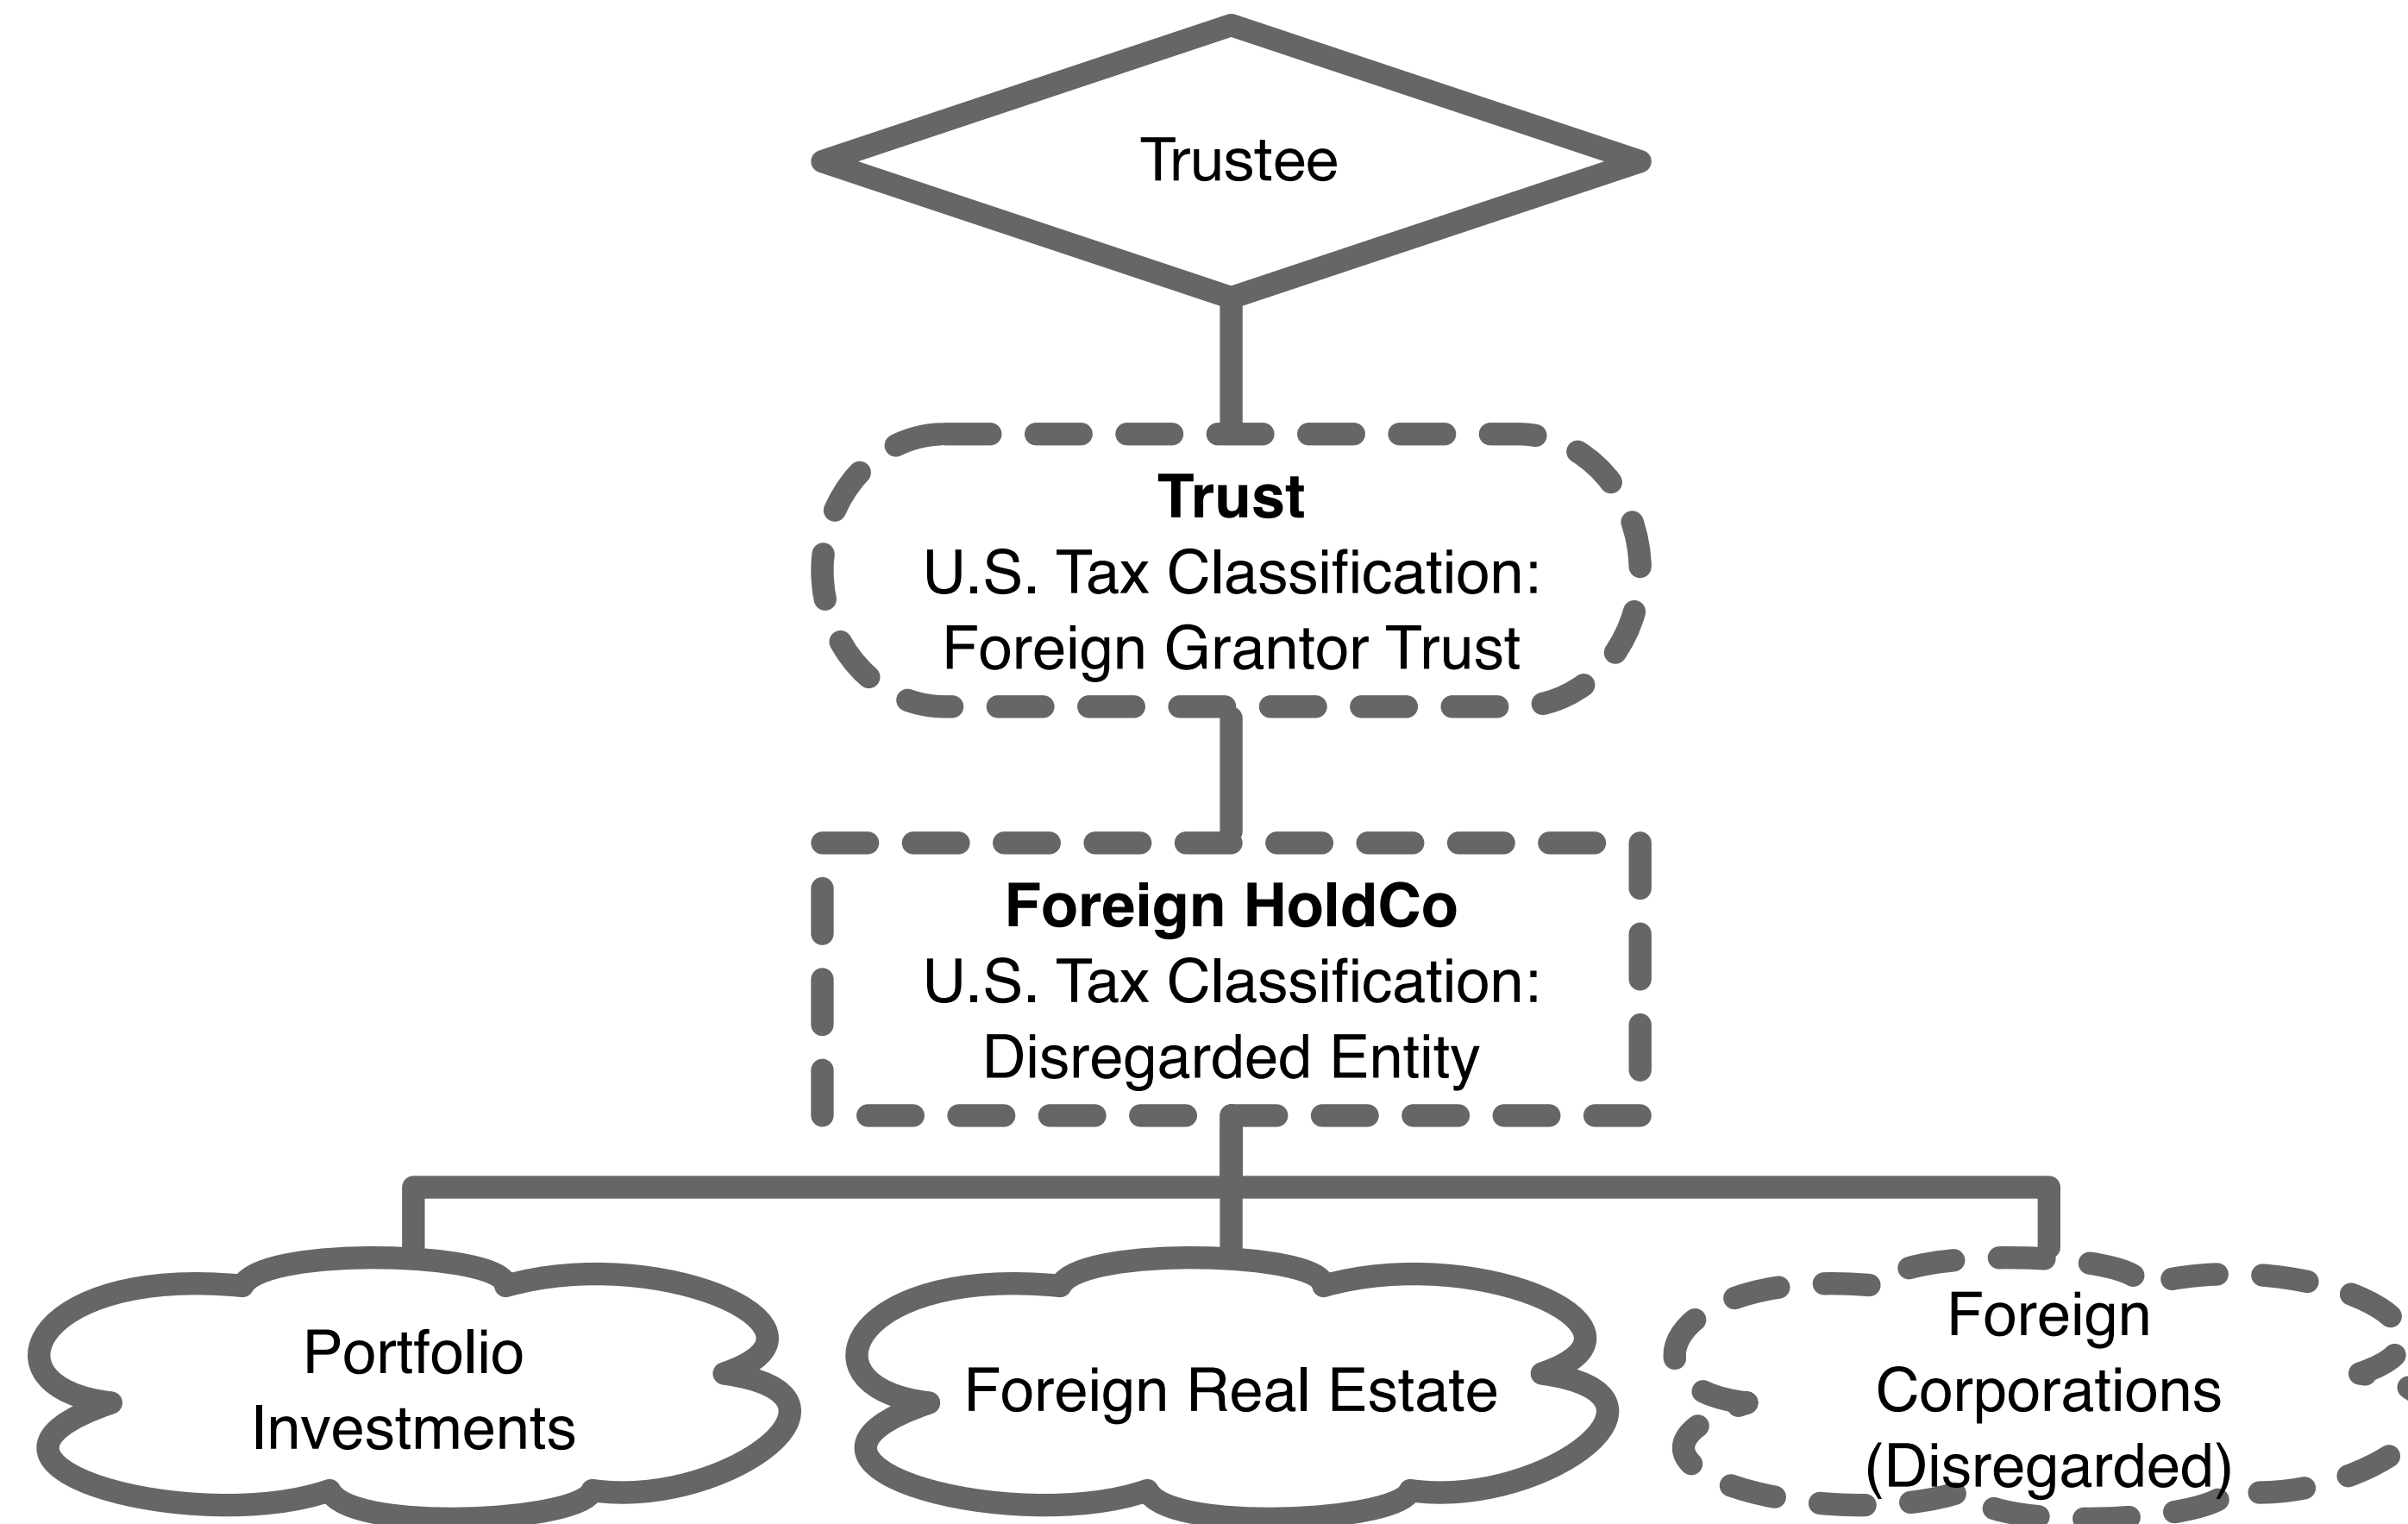 Trustee
Trust
U.S. Tax Classification:
Foreign Grantor Trust
Foreign HoldCo
U.S. Tax Classification:
Disregarded Entity
Portfolio
Investments
Foreign Real Estate
Foreign
Corporations
(Disregarded)